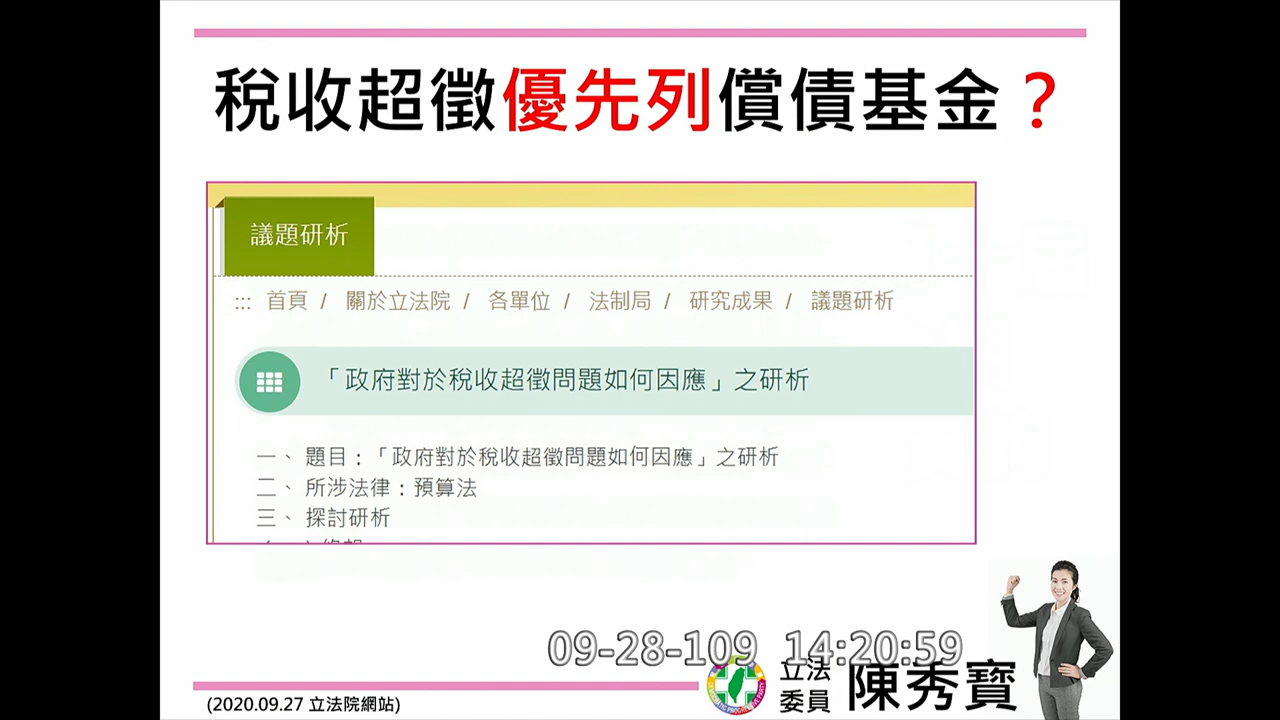 稅收超徵優先列償債基金？
議題研析
::: 首頁 / 關於立法院 / 各單位 / 法制局 / 研究成果 / 議題研析
「政府對於稅收超徵問題如何因應」之研析
一、 題目：「政府對於稅收超徵問題如何因應」之研析
二、 所涉法律：預算法
三、 探討研析
09-28-109 14:20:59
立法
委員 陳秀寶
(2020.09.27 立法院網站)